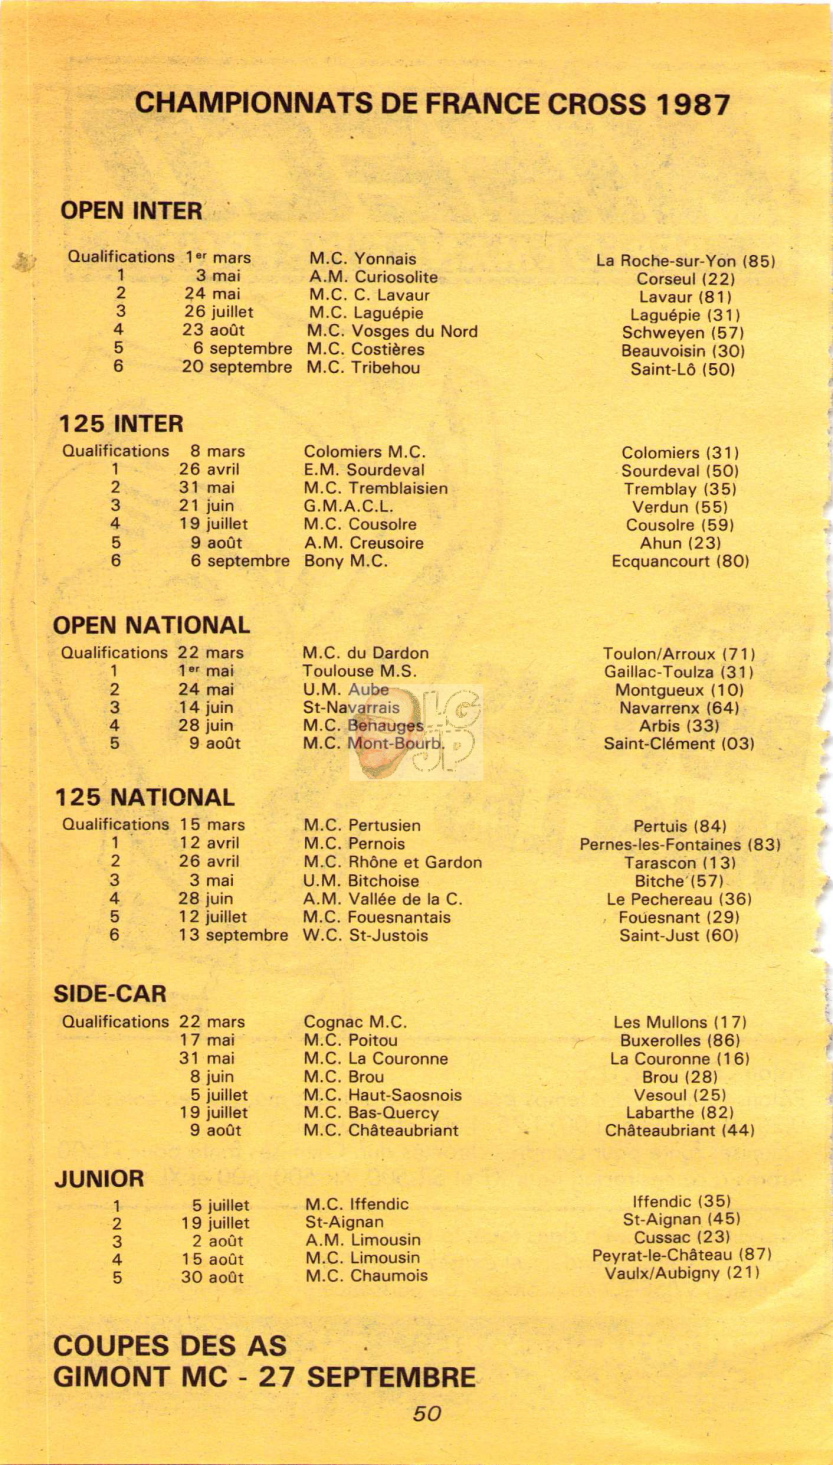 CHAMPIONNATS DE FRANCE CROSS 1987
OPEN INTER
Qualifications 1er mars M.C. Yonnais La Roche-sur-Yon (85)
1 3 mai A.M. Curiosolite Corseul (22)
2 24 mai M.C. C. Lavaur Lavaur (81)
3 26 juillet M.C. Laguépie Laguépie (31)
4 23 août M.C. Vosges du Nord Schweyen (57)
5 6 septembre M.C. Costières Beauvoisin (30)
6 20 septembre M.C. Tribehou Saint-Lô (50)
125 INTER
Qualifications 8 mars Colomiers M.C. Colomiers (31)
1 26 avril E.M. Sourdeval Sourdeval (50)
2 31 mai M.C. Tremblaisien Tremblay (35)
3 21 juin G.M.A.C.L. Verdun (55)
4 19 juillet M.C. Cousolre Cousolre (59)
5 9 août A.M. Creusoire Ahun (23)
6 6 septembre Bony M.C. Ecquancourt (80)
OPEN NATIONAL
Qualifications 22 mars M.C. du Dardon Toulon/Arroux (71)
1 1er mai Toulouse M.S. Gaillac-Toulza (31)
2 24 mai U.M. Aube Montgueux (10)
3 14 juin St-Navarrais Navarrenx (64)
4 28 juin M.C. Benauges Arbis (33)
5 9 août M.C. Mont-Bourb. Saint-Clément (03)
LG
JP
125 NATIONAL
Qualifications 15 mars M.C. Pertusien Pertuis (84)
1 12 avril M.C. Pernois Pernes-les-Fontaines (83)
2 26 avril M.C. Rhône et Gardon Tarascon (13)
3 3 mai U.M. Bitchoise Bitche (57)
4 28 juin A.M. Vallée de la C. Le Pechereau (36)
5 12 juillet M.C. Fouesnantais Fouesnant (29)
6 13 septembre W.C. St-Justois Saint-Just (60)
SIDE-CAR
Qualifications 22 mars Cognac M.C. Les Mullons (17)
17 mai M.C. Poitou Buxerolles (86)
31 mai M.C. La Couronne La Couronne (16)
8 juin M.C. Brou Brou (28)
5 juillet M.C. Haut-Saosnois Vesoul (25)
19 juillet M.C. Bas-Quercy Labarthe (82)
9 août M.C. Châteaubriant Châteaubriant (44)
JUNIOR
1 5 juillet M.C. Iffendic Iffendic (35)
2 19 juillet St-Aignan St-Aignan (45)
3 2 août A.M. Limousin Cussac (23)
4 15 août M.C. Limousin Peyrat-le-Château (87)
5 30 août M.C. Chaumois Vaulx/Aubigny (21)
COUPES DES AS
GIMONT MC - 27 SEPTEMBRE
50